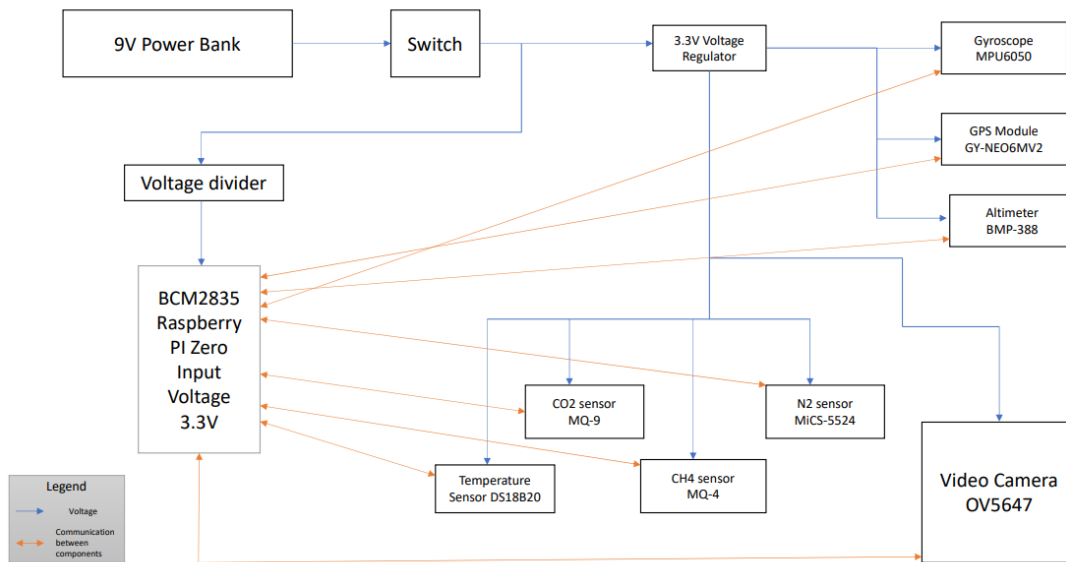 9V Power Bank
Switch
3.3V Voltage
Regulator
Gyroscope
MPU6050
GPS Module
GY-NEO6MV2
Voltage divider
Altimeter
BMP-388
BCM2835
Raspberry
PI Zero
Input
Voltage
3.3V
CO2 sensor
MQ-9
N2 sensor
MiCS-5524
Temperature
Sensor DS18B20
CH4 sensor
MQ-4
Video Camera
OV5647
Legend
Voltage
Communication
between
components